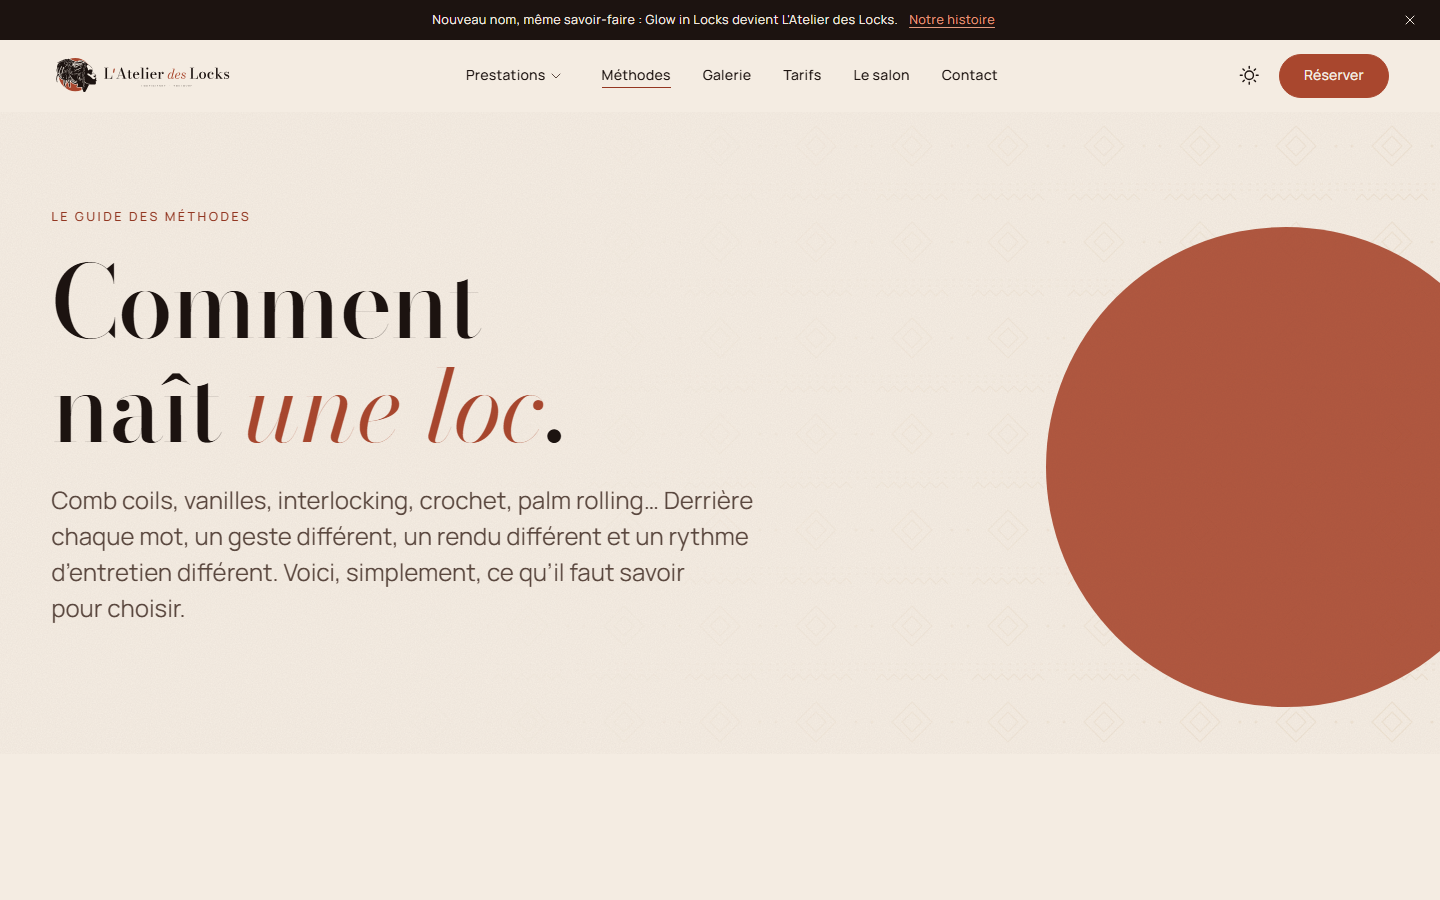 Nouveau nom, même savoir-faire : Glow in Locks devient L'Atelier des Locks. Notre histoire
L'Atelier des Locks
Prestations Méthodes Galerie Tarifs Le salon Contact
Réserver
LE GUIDE DES MÉTHODES
Comment
naît une loc.
Comb coils, vanilles, interlocking, crochet, palm rolling… Derrière
chaque mot, un geste différent, un rendu différent et un rythme
d’entretien différent. Voici, simplement, ce qu’il faut savoir
pour choisir.